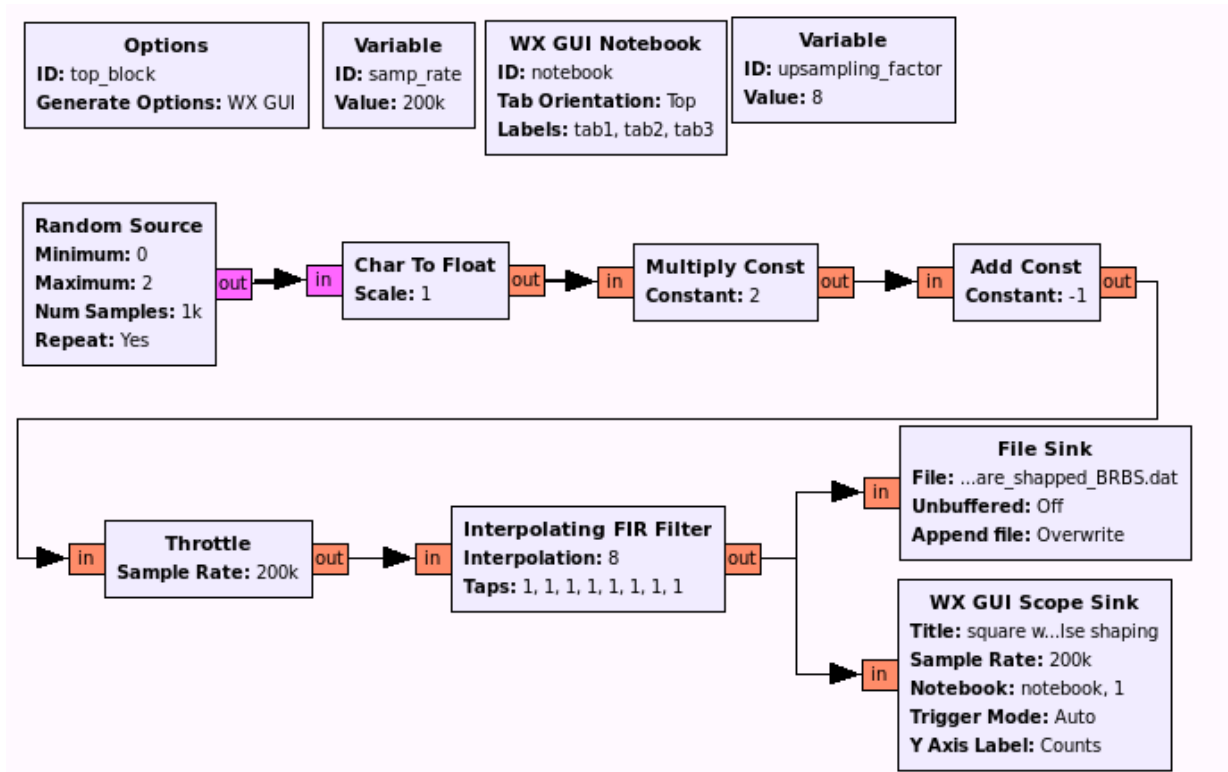 Options
ID: top_block
Generate Options: WX GUI
Variable
ID: samp_rate
Value: 200k
WX GUI Notebook
ID: notebook
Tab Orientation: Top
Labels: tab1, tab2, tab3
Variable
ID: upsampling_factor
Value: 8
Random Source
Minimum: 0
Maximum: 2
Num Samples: 1k
Repeat: Yes
out
in
Char To Float
Scale: 1
out
in
Multiply Const
Constant: 2
out
in
Add Const
Constant: -1
out
in
Throttle
Sample Rate: 200k
out
in
Interpolating FIR Filter
Interpolation: 8
Taps: 1, 1, 1, 1, 1, 1, 1, 1
out
in
File Sink
File: ...are_shapped_BRBS.dat
Unbuffered: Off
Append file: Overwrite
in
WX GUI Scope Sink
Title: square w...lse shaping
Sample Rate: 200k
Notebook: notebook, 1
Trigger Mode: Auto
Y Axis Label: Counts